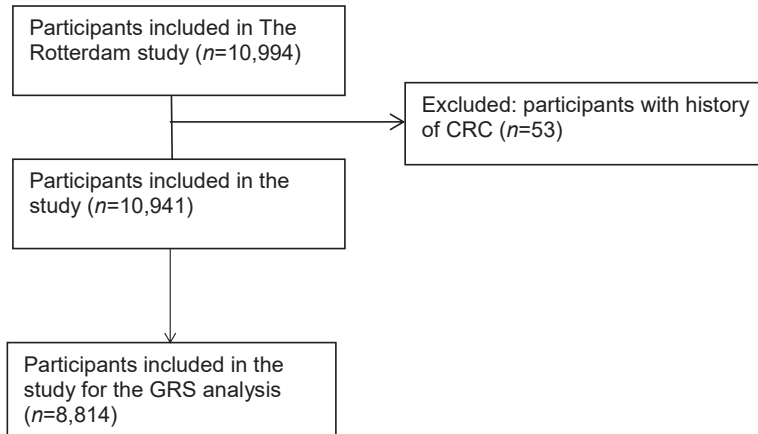 Participants included in The
Rotterdam study (n=10,994)
Excluded: participants with history
of CRC (n=53)
Participants included in the
study (n=10,941)
Participants included in the
study for the GRS analysis
(n=8,814)